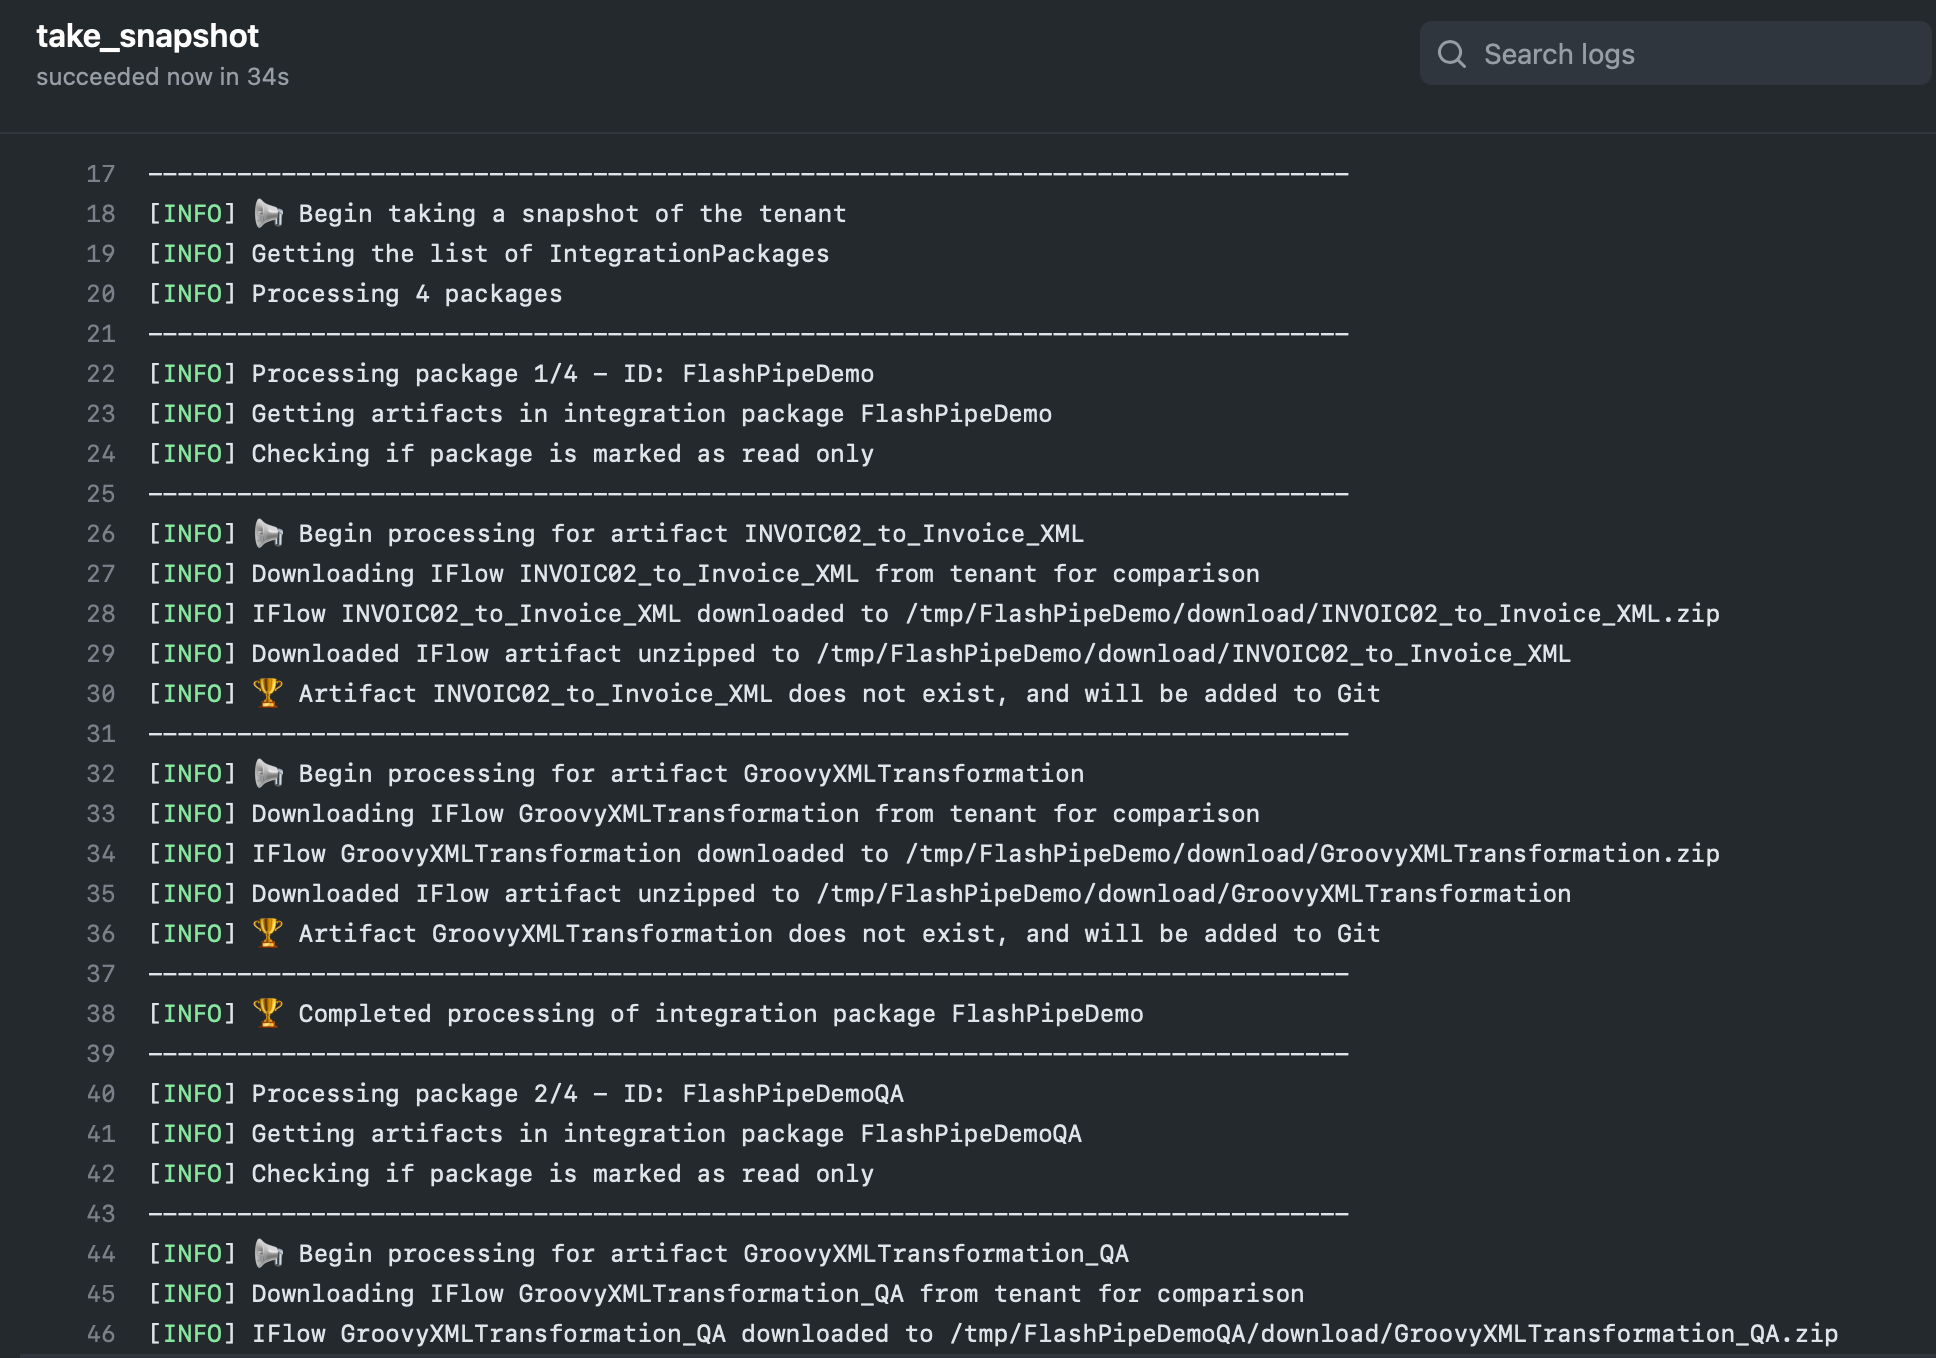 take_snapshot
succeeded now in 34s
Search logs
17 --------------------------------------------------------------------------------
18 [INFO] 📢 Begin taking a snapshot of the tenant
19 [INFO] Getting the list of IntegrationPackages
20 [INFO] Processing 4 packages
21 --------------------------------------------------------------------------------
22 [INFO] Processing package 1/4 - ID: FlashPipeDemo
23 [INFO] Getting artifacts in integration package FlashPipeDemo
24 [INFO] Checking if package is marked as read only
25 --------------------------------------------------------------------------------
26 [INFO] 📢 Begin processing for artifact INVOIC02_to_Invoice_XML
27 [INFO] Downloading IFlow INVOIC02_to_Invoice_XML from tenant for comparison
28 [INFO] IFlow INVOIC02_to_Invoice_XML downloaded to /tmp/FlashPipeDemo/download/INVOIC02_to_Invoice_XML.zip
29 [INFO] Downloaded IFlow artifact unzipped to /tmp/FlashPipeDemo/download/INVOIC02_to_Invoice_XML
30 [INFO] 🏆 Artifact INVOIC02_to_Invoice_XML does not exist, and will be added to Git
31 --------------------------------------------------------------------------------
32 [INFO] 📢 Begin processing for artifact GroovyXMLTransformation
33 [INFO] Downloading IFlow GroovyXMLTransformation from tenant for comparison
34 [INFO] IFlow GroovyXMLTransformation downloaded to /tmp/FlashPipeDemo/download/GroovyXMLTransformation.zip
35 [INFO] Downloaded IFlow artifact unzipped to /tmp/FlashPipeDemo/download/GroovyXMLTransformation
36 [INFO] 🏆 Artifact GroovyXMLTransformation does not exist, and will be added to Git
37 --------------------------------------------------------------------------------
38 [INFO] 🏆 Completed processing of integration package FlashPipeDemo
39 --------------------------------------------------------------------------------
40 [INFO] Processing package 2/4 - ID: FlashPipeDemoQA
41 [INFO] Getting artifacts in integration package FlashPipeDemoQA
42 [INFO] Checking if package is marked as read only
43 --------------------------------------------------------------------------------
44 [INFO] 📢 Begin processing for artifact GroovyXMLTransformation_QA
45 [INFO] Downloading IFlow GroovyXMLTransformation_QA from tenant for comparison
46 [INFO] IFlow GroovyXMLTransformation_QA downloaded to /tmp/FlashPipeDemoQA/download/GroovyXMLTransformation_QA.zip